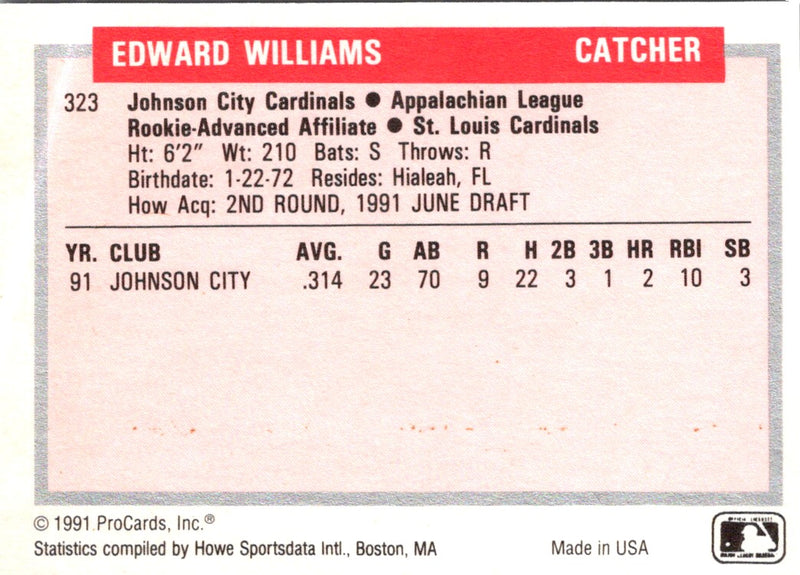 EDWARD WILLIAMS CATCHER
323 Johnson City Cardinals ● Appalachian League
Rookie-Advanced Affiliate ● St. Louis Cardinals
Ht: 6'2" Wt: 210 Bats: S Throws: R
Birthdate: 1-22-72 Resides: Hialeah, FL
How Acq: 2ND ROUND, 1991 JUNE DRAFT
YR. CLUB AVG. G AB R H 2B 3B HR RBI SB
91 JOHNSON CITY .314 23 70 9 22 3 1 2 10 3
© 1991 ProCards, Inc.®
Statistics compiled by Howe Sportsdata Intl., Boston, MA Made in USA